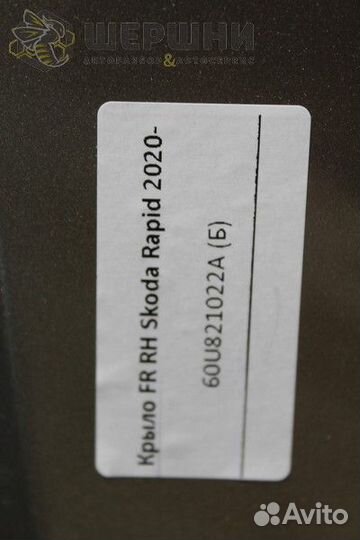 ШЕРШНИ
АВТОРАЗБОР&АВТОСЕРВИС
Крыло FR RH Skoda Rapid 2020-
60U821022A (Б)
Avito